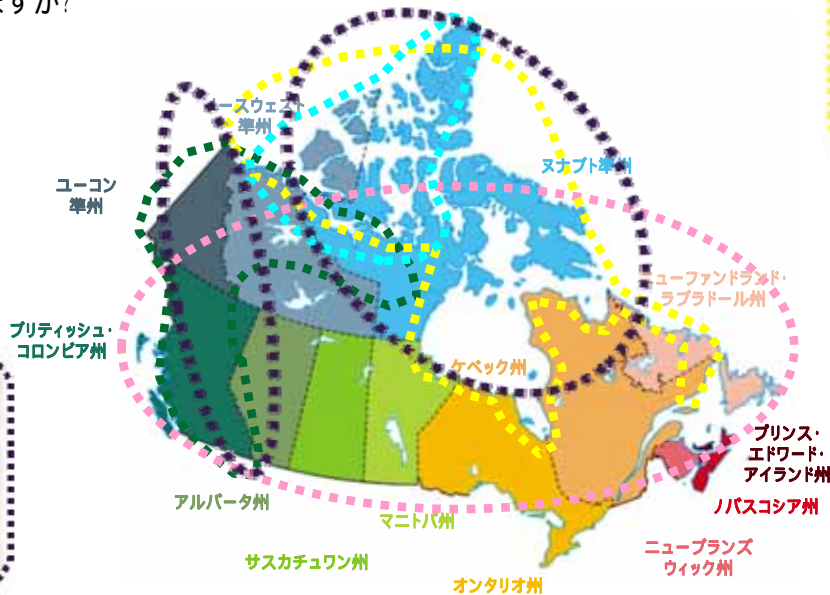 すか?
ースウェスト
準州
ユーコン
準州
ヌナブト準州
ニューファンドランド・
ラブラドール州
ブリティッシュ・
コロンビア州
ケベック州
プリンス・
エドワード・
アイランド州
アルバータ州
マニトバ州
ノバスコシア州
サスカチュワン州
ニューブランズ
ウィック州
オンタリオ州